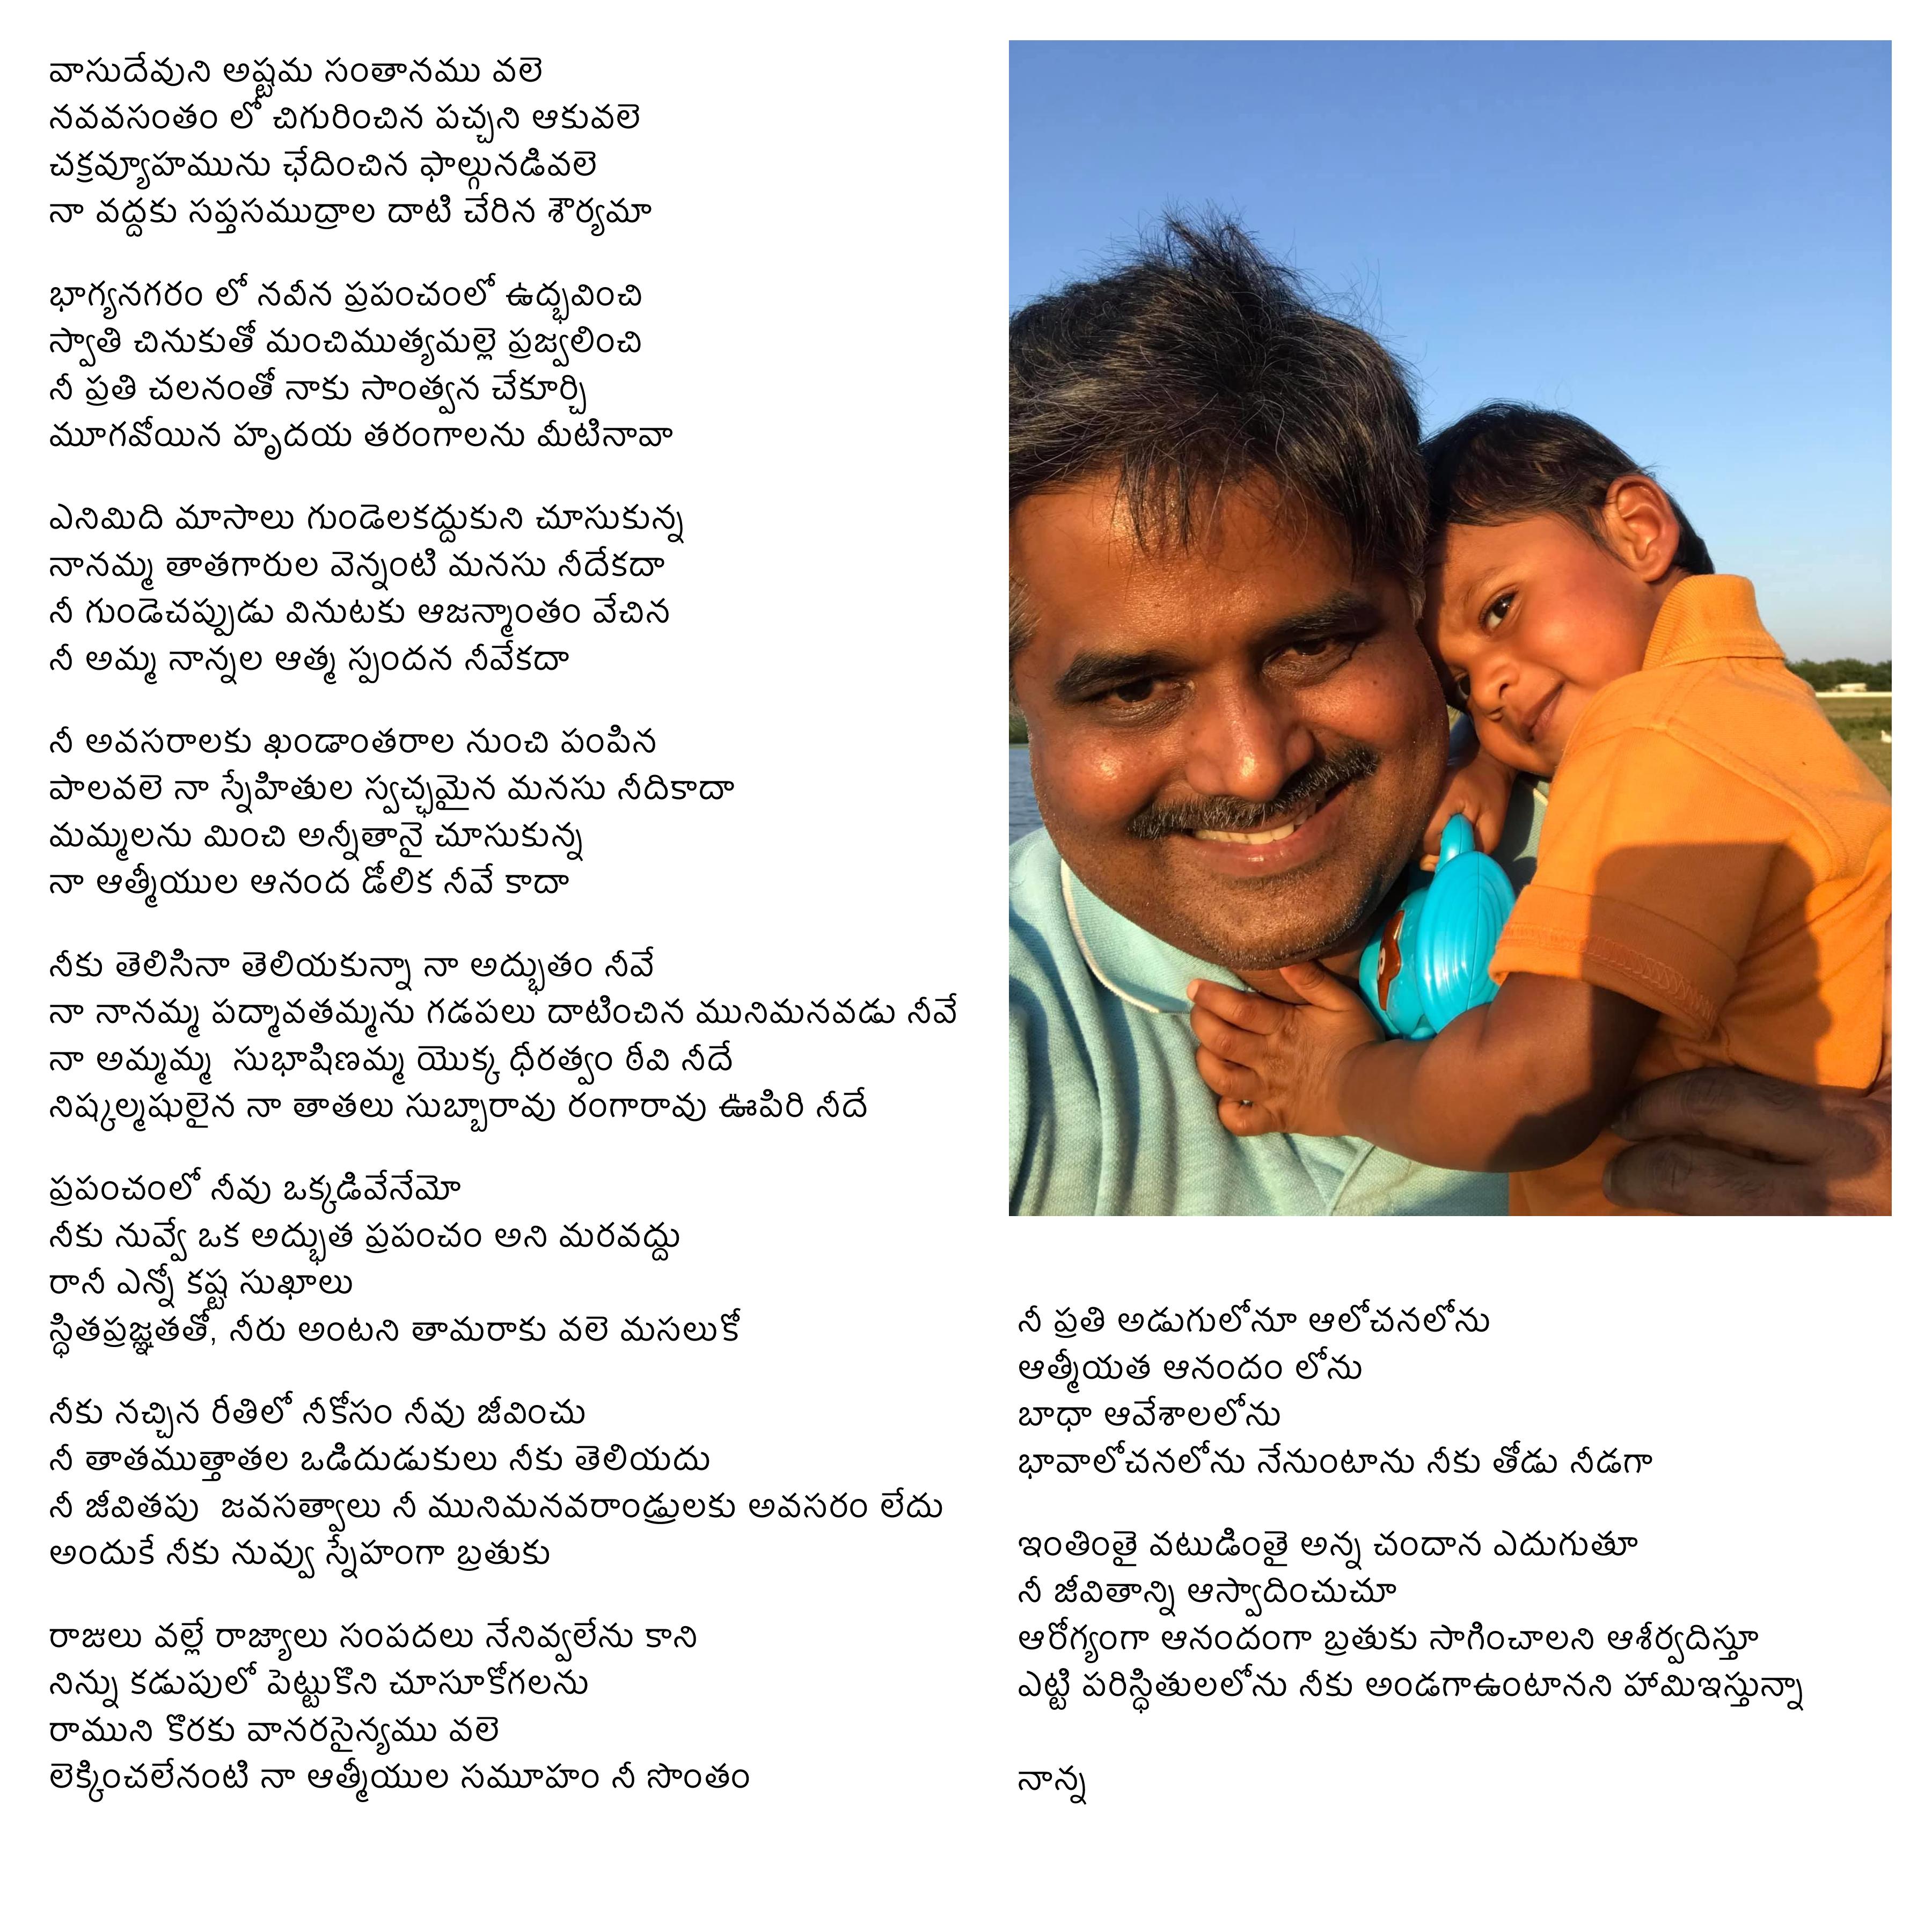 వాసుదేవుని అష్టమ సంతానము వలె
నవవసంతం లో చిగురించిన పచ్చని ఆకువలె
చక్రవ్యూహమును ఛేదించిన ఫాల్గునడివలె
నా వద్దకు సప్తసముద్రాల దాటి చేరిన శౌర్యమా
భాగ్యనగరం లో నవీన ప్రపంచంలో ఉద్భవించి
స్వాతి చినుకుతో మంచిముత్యమల్లె ప్రజ్వలించి
నీ ప్రతి చలనంతో నాకు సాంత్వన చేకూర్చి
మూగవోయిన హృదయ తరంగాలను మీటినావా
ఎనిమిది మాసాలు గుండెలకద్దుకుని చూసుకున్న
నానమ్మ తాతగారుల వెన్నంటి మనసు నీదేకదా
నీ గుండెచప్పుడు వినుటకు ఆజన్మాంతం వేచిన
నీ అమ్మ నాన్నల ఆత్మ స్పందన నీవేకదా
నీ అవసరాలకు ఖండాంతరాల నుంచి పంపిన
పాలవలె నా స్నేహితుల స్వచ్ఛమైన మనసు నీదికాదా
మమ్మలను మించి అన్నీతానై చూసుకున్న
నా ఆత్మీయుల ఆనంద డోలిక నీవే కాదా
నీకు తెలిసినా తెలియకున్నా నా అద్భుతం నీవే
నా నానమ్మ పద్మావతమ్మను గడపలు దాటించిన మునిమనవడు నీవే
నా అమ్మమ్మ  సుభాషిణమ్మ యొక్క ధీరత్వం ఠీవి నీదే
నిష్కల్మషులైన నా తాతలు సుబ్బారావు రంగారావు ఊపిరి నీదే
ప్రపంచంలో నీవు ఒక్కడివేనేమో
నీకు నువ్వే ఒక అద్భుత ప్రపంచం అని మరవద్దు
రానీ ఎన్నో కష్ట సుఖాలు
స్థితప్రజ్ఞతతో, నీరు అంటని తామరాకు వలె మసలుకో
నీకు నచ్చిన రీతిలో నీకోసం నీవు జీవించు
నీ తాతముత్తాతల ఒడిదుడుకులు నీకు తెలియదు
నీ జీవితపు  జవసత్వాలు నీ మునిమనవరాండ్రులకు అవసరం లేదు
అందుకే నీకు నువ్వు స్నేహంగా బ్రతుకు
రాజులు వల్లే రాజ్యాలు సంపదలు నేనివ్వలేను కాని
నిన్ను కడుపులో పెట్టుకొని చూసూకోగలను
రాముని కొరకు వానరసైన్యము వలె
లెక్కించలేనంటి నా ఆత్మీయుల సమూహం నీ సొంతం
నీ ప్రతి అడుగులోనూ ఆలోచనలోను
ఆత్మీయత ఆనందం లోను
బాధా ఆవేశాలలోను
భావాలోచనలోను నేనుంటాను నీకు తోడు నీడగా
ఇంతింతై వటుడింతై అన్న చందాన ఎదుగుతూ
నీ జీవితాన్ని ఆస్వాదించుచూ
ఆరోగ్యంగా ఆనందంగా బ్రతుకు సాగించాలని ఆశీర్వదిస్తూ
ఎట్టి పరిస్ధితులలోను నీకు అండగాఉంటానని హామిఇస్తున్నా
నాన్న